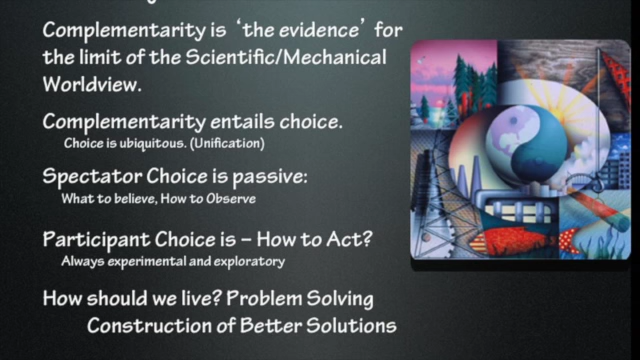 Complementarity is ‘the evidence’ for
the limit of the Scientific/Mechanical
Worldview.
Complementarity entails choice.
Choice is ubiquitous. (Unification)
Spectator Choice is passive:
What to believe, How to Observe
Participant Choice is – How to Act?
Always experimental and exploratory
How should we live? Problem Solving
Construction of Better Solutions